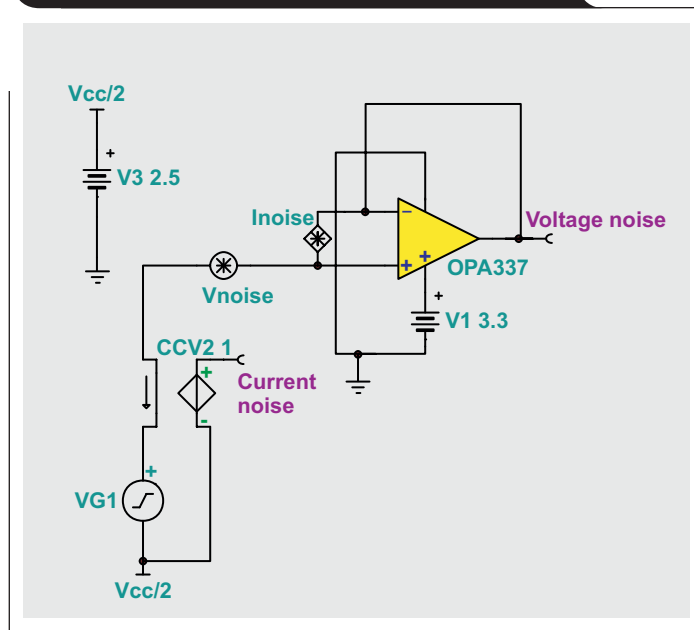 Vcc/2
+
V3 2.5
Inoise
Voltage noise
OPA337
Vnoise
+
V1 3.3
CCV2 1
Current
noise
+
-
+
VG1
Vcc/2
-
+
+